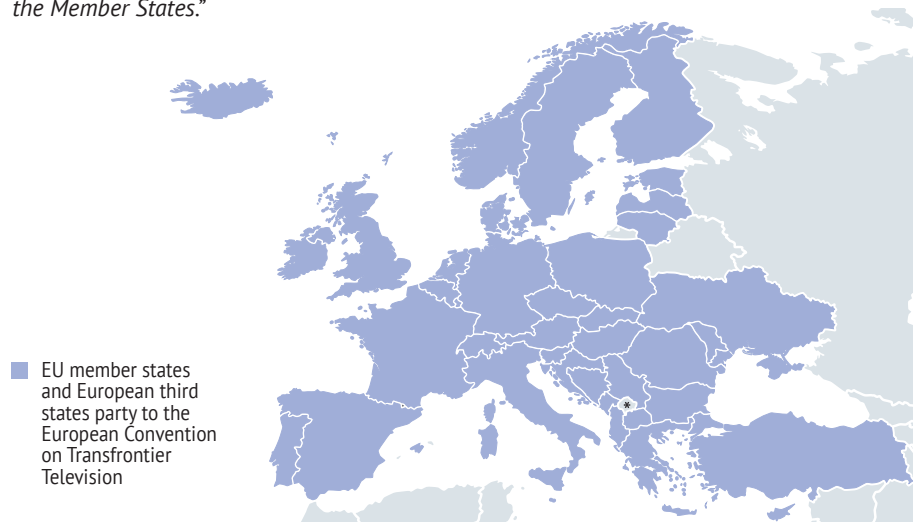 the Member States.”
*
EU member states
and European third
states party to the
European Convention
on Transfrontier
Television